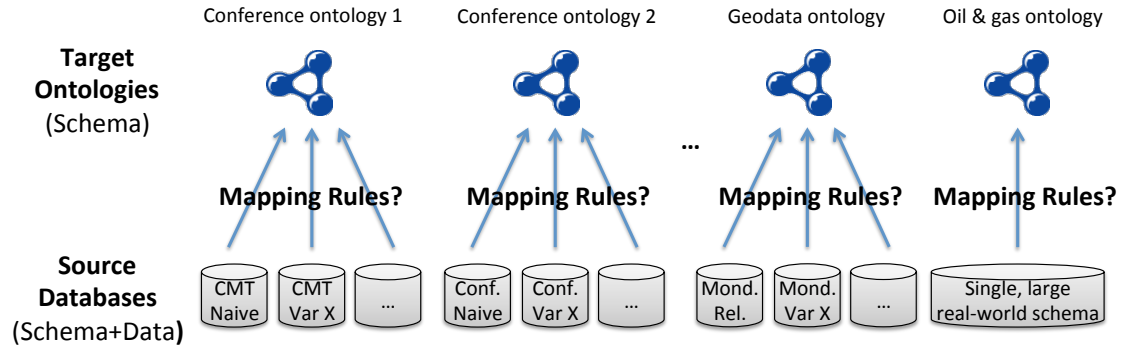 Conference ontology 1
Conference ontology 2
Geodata ontology
Oil & gas ontology
Target
Ontologies
(Schema)
...
Mapping Rules?
Mapping Rules?
Mapping Rules?
Mapping Rules?
Source
Databases
(Schema+Data)
CMT
Naive
CMT
Var X
...
Conf.
Naive
Conf.
Var X
...
Mond.
Rel.
Mond.
Var X
...
Single, large
real-world schema